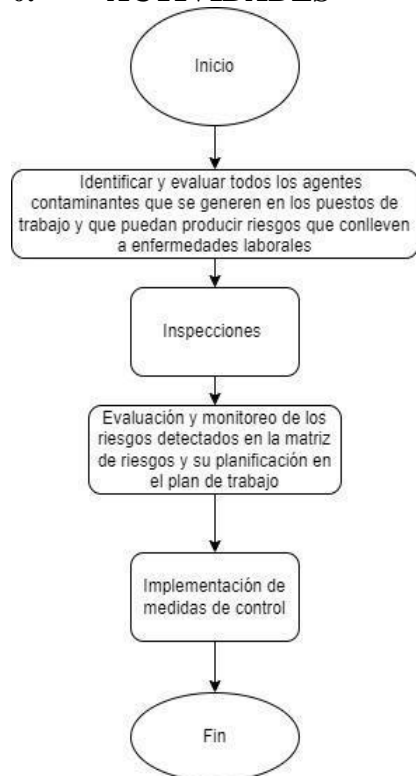 Inicio
Identificar y evaluar todos los agentes
contaminantes que se generen en los puestos de
trabajo y que puedan producir riesgos que conlleven
a enfermedades laborales
Inspecciones
Evaluación y monitoreo de los
riesgos detectados en la matriz
de riesgos y su planificación en
el plan de trabajo
Implementación de
medidas de control
Fin